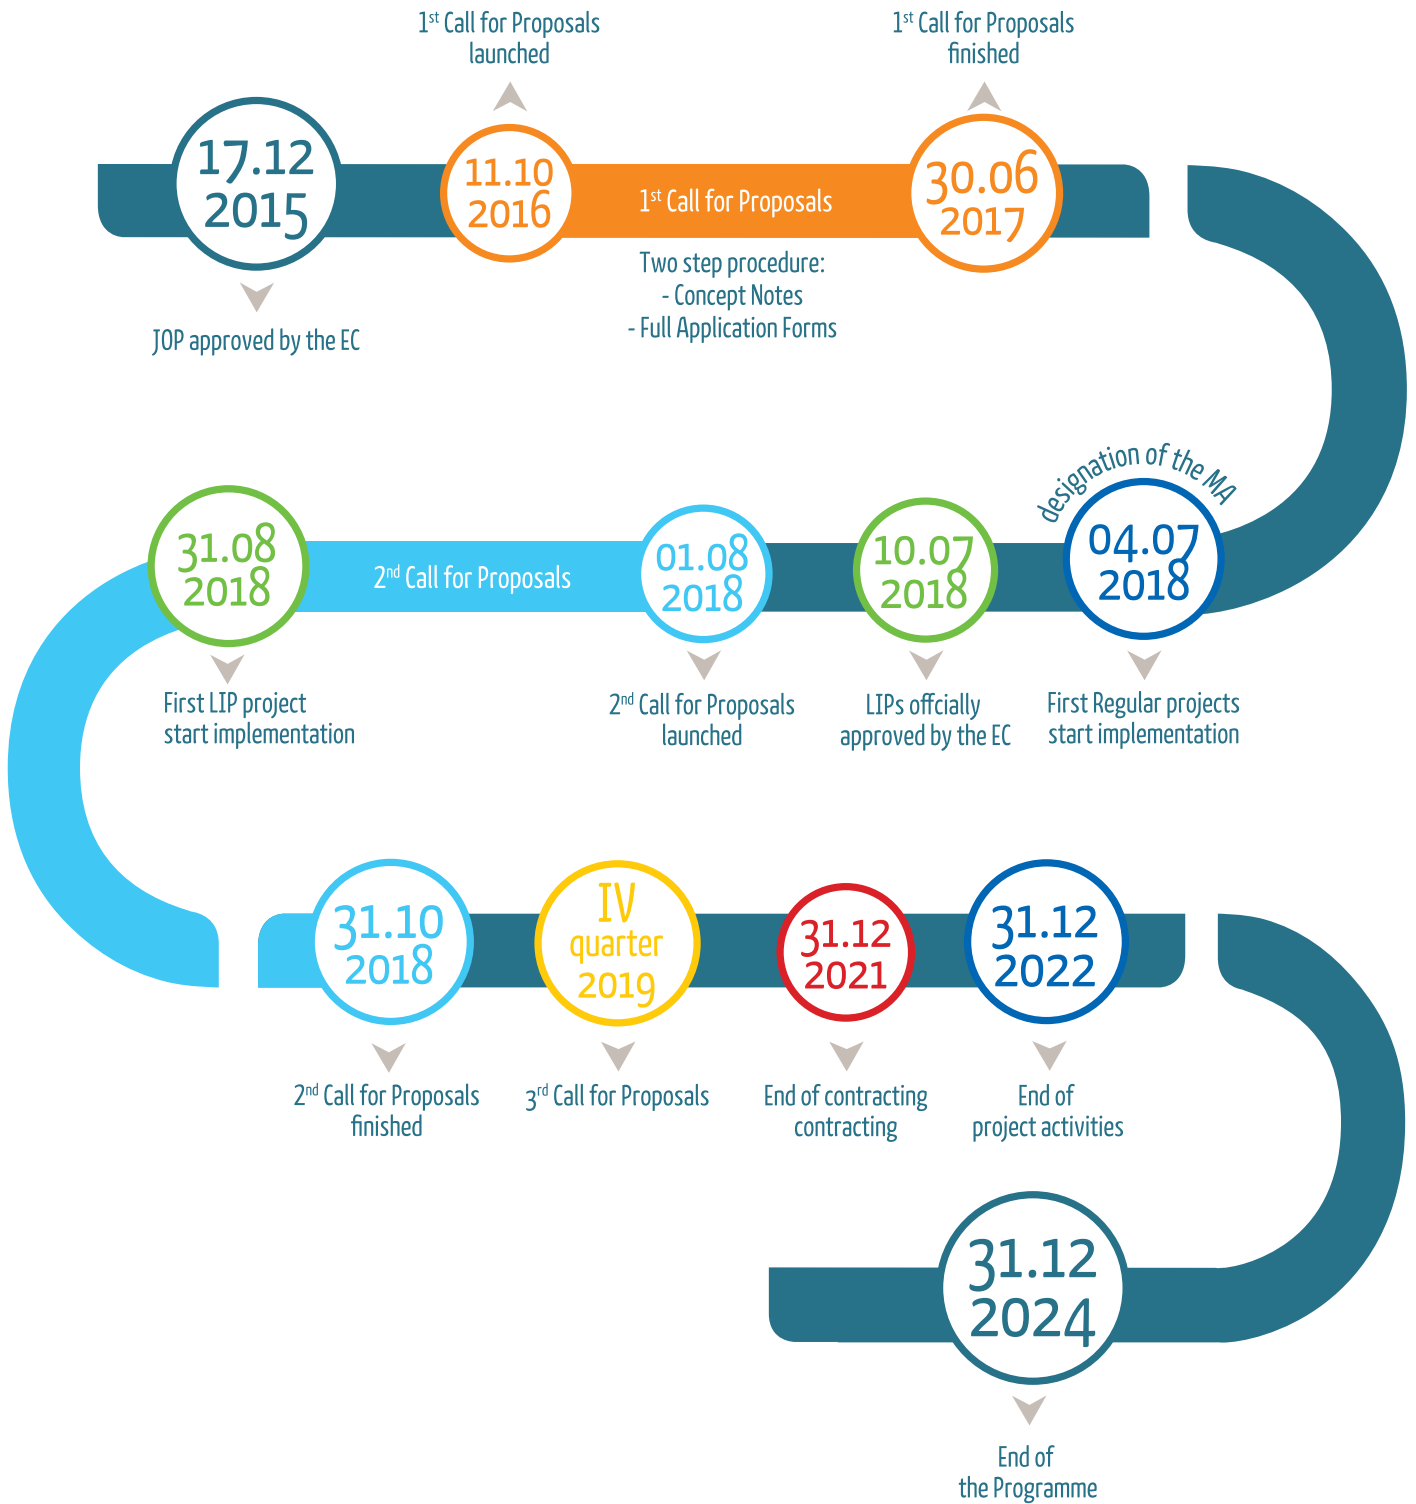 1st Call for Proposals
launched
1st Call for Proposals
finished
17.12
2015
11.10
2016
1st Call for Proposals
30.06
2017
Two step procedure:
- Concept Notes
- Full Application Forms
JOP approved by the EC
designation of the MA
31.08
2018
2nd Call for Proposals
01.08
2018
10.07
2018
04.07
2018
First LIP project
start implementation
2nd Call for Proposals
launched
LIPs offcially
approved by the EC
First Regular projects
start implementation
31.10
2018
IV
quarter
2019
31.12
2021
31.12
2022
2nd Call for Proposals
finished
3rd Call for Proposals
End of contracting
contracting
End of
project activities
31.12
2024
End of
the Programme